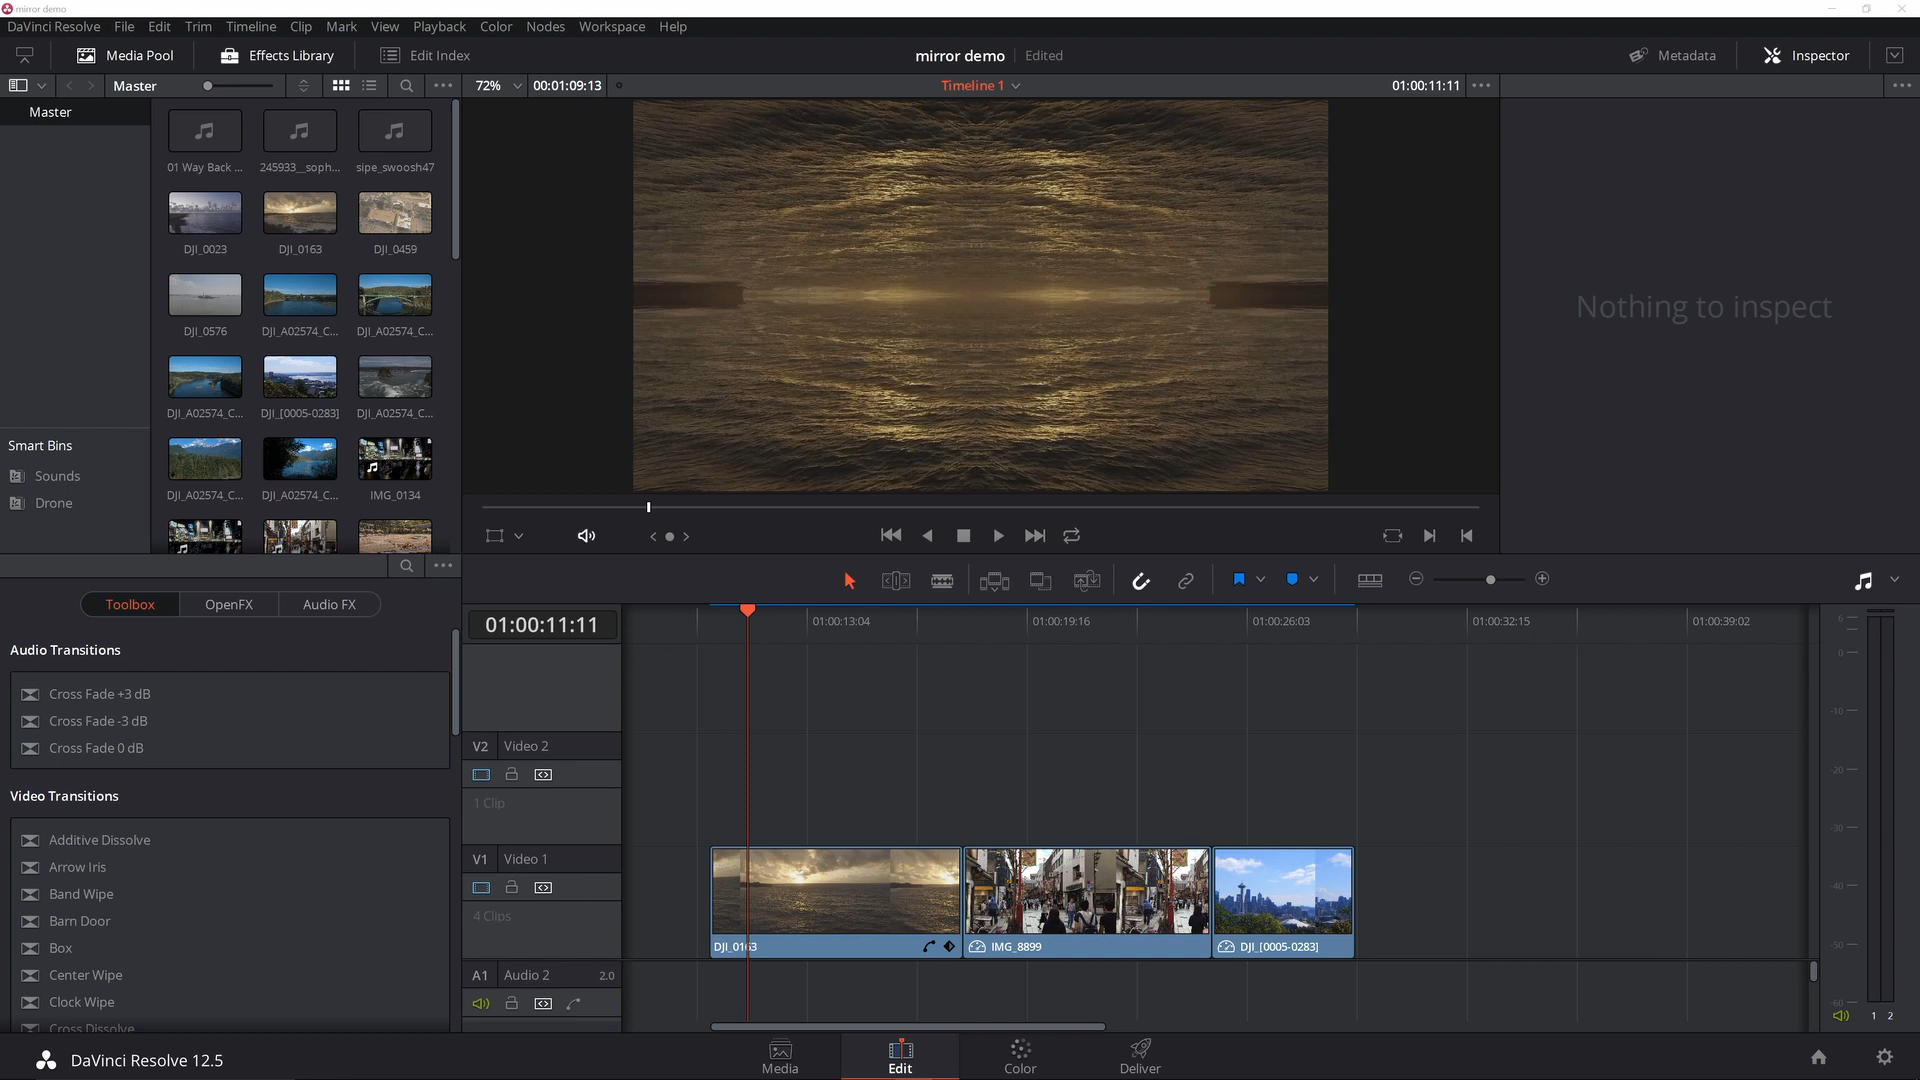 mirror demo
DaVinci Resolve File Edit Trim Timeline Clip Mark View Playback Color Nodes Workspace Help
Media Pool Effects Library Edit Index mirror demo Edited Metadata Inspector
Master 72% 00:01:09:13 Timeline 1 01:00:11:11
Master
01 Way Back ... 245933__soph... sipe_swoosh47
DJI_0023 DJI_0163 DJI_0459
DJI_0576 DJI_A02574_C... DJI_A02574_C...
DJI_A02574_C... DJI_[0005-0283] DJI_A02574_C...
DJI_A02574_C... DJI_A02574_C... IMG_0134
Smart Bins
Sounds
Drone
Nothing to inspect
Toolbox OpenFX Audio FX
Audio Transitions
Cross Fade +3 dB
Cross Fade -3 dB
Cross Fade 0 dB
Video Transitions
Additive Dissolve
Arrow Iris
Band Wipe
Barn Door
Box
Center Wipe
Clock Wipe
Cross Dissolve
01:00:11:11 01:00:13:04 01:00:19:16 01:00:26:03 01:00:32:15 01:00:39:02
V2 Video 2
1 Clip
V1 Video 1
4 Clips
DJI_0163 IMG_8899 DJI_[0005-0283]
A1 Audio 2 2.0
6
0
-10
-20
-30
-40
-50
-60
1 2
DaVinci Resolve 12.5
Media Edit Color Deliver